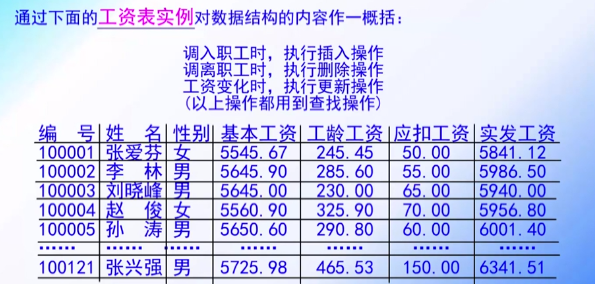 通过下面的工资表实例对数据结构的内容作一概括：
调入职工时，执行插入操作
调离职工时，执行删除操作
工资变化时，执行更新操作
(以上操作都用到查找操作)
编 号 姓 名 性别 基本工资 工龄工资 应扣工资 实发工资
100001 张爱芬 女 5545.67 245.45 50.00 5841.12
100002 李 林 男 5645.90 285.60 55.00 5986.50
100003 刘晓峰 男 5645.00 230.00 65.00 5940.00
100004 赵 俊 女 5560.90 325.90 70.00 5956.80
100005 孙 涛 男 5650.60 290.80 60.00 6001.40
…… …… …… …… …… …… ……
100121 张兴强 男 5725.98 465.53 150.00 6341.51